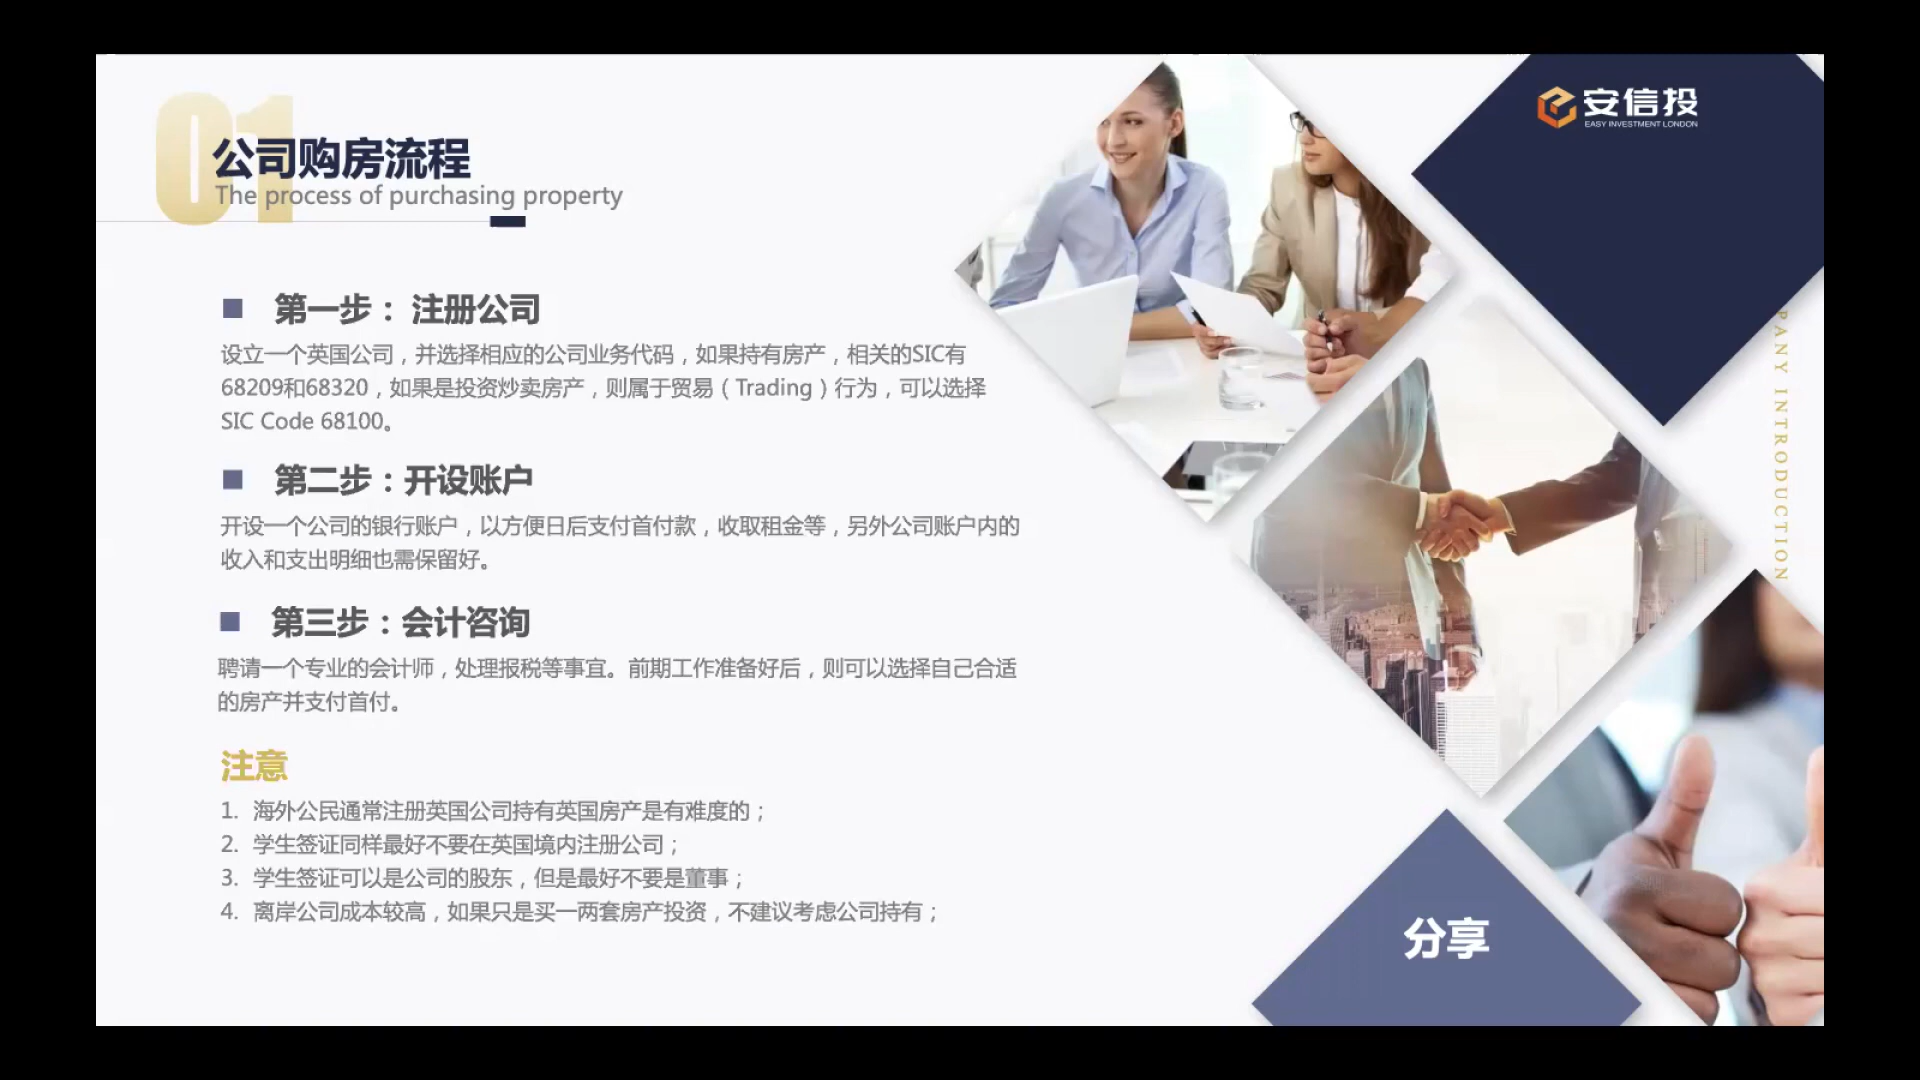 01
公司购房流程
The process of purchasing property
安信投
EASY INVESTMENT LONDON
第一步： 注册公司
设立一个英国公司，并选择相应的公司业务代码，如果持有房产，相关的SIC有
68209和68320，如果是投资炒卖房产，则属于贸易（Trading）行为，可以选择
SIC Code 68100。
第二步：开设账户
开设一个公司的银行账户，以方便日后支付首付款，收取租金等，另外公司账户内的
收入和支出明细也需保留好。
第三步：会计咨询
聘请一个专业的会计师，处理报税等事宜。前期工作准备好后，则可以选择自己合适
的房产并支付首付。
注意
1. 海外公民通常注册英国公司持有英国房产是有难度的；
2. 学生签证同样最好不要在英国境内注册公司；
3. 学生签证可以是公司的股东，但是最好不要是董事；
4. 离岸公司成本较高，如果只是买一两套房产投资，不建议考虑公司持有；
PANY INTRODUCTION
分享